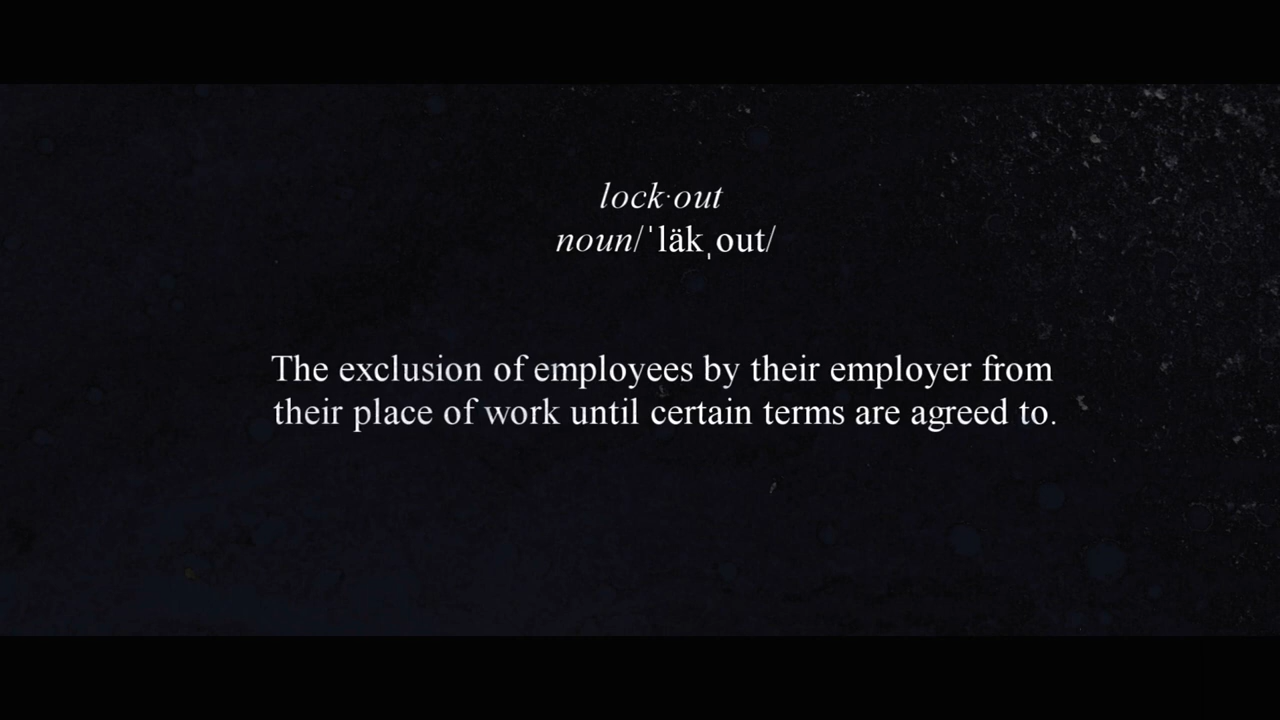 lock·out
noun/ˈläkˌout/
The exclusion of employees by their employer from
their place of work until certain terms are agreed to.